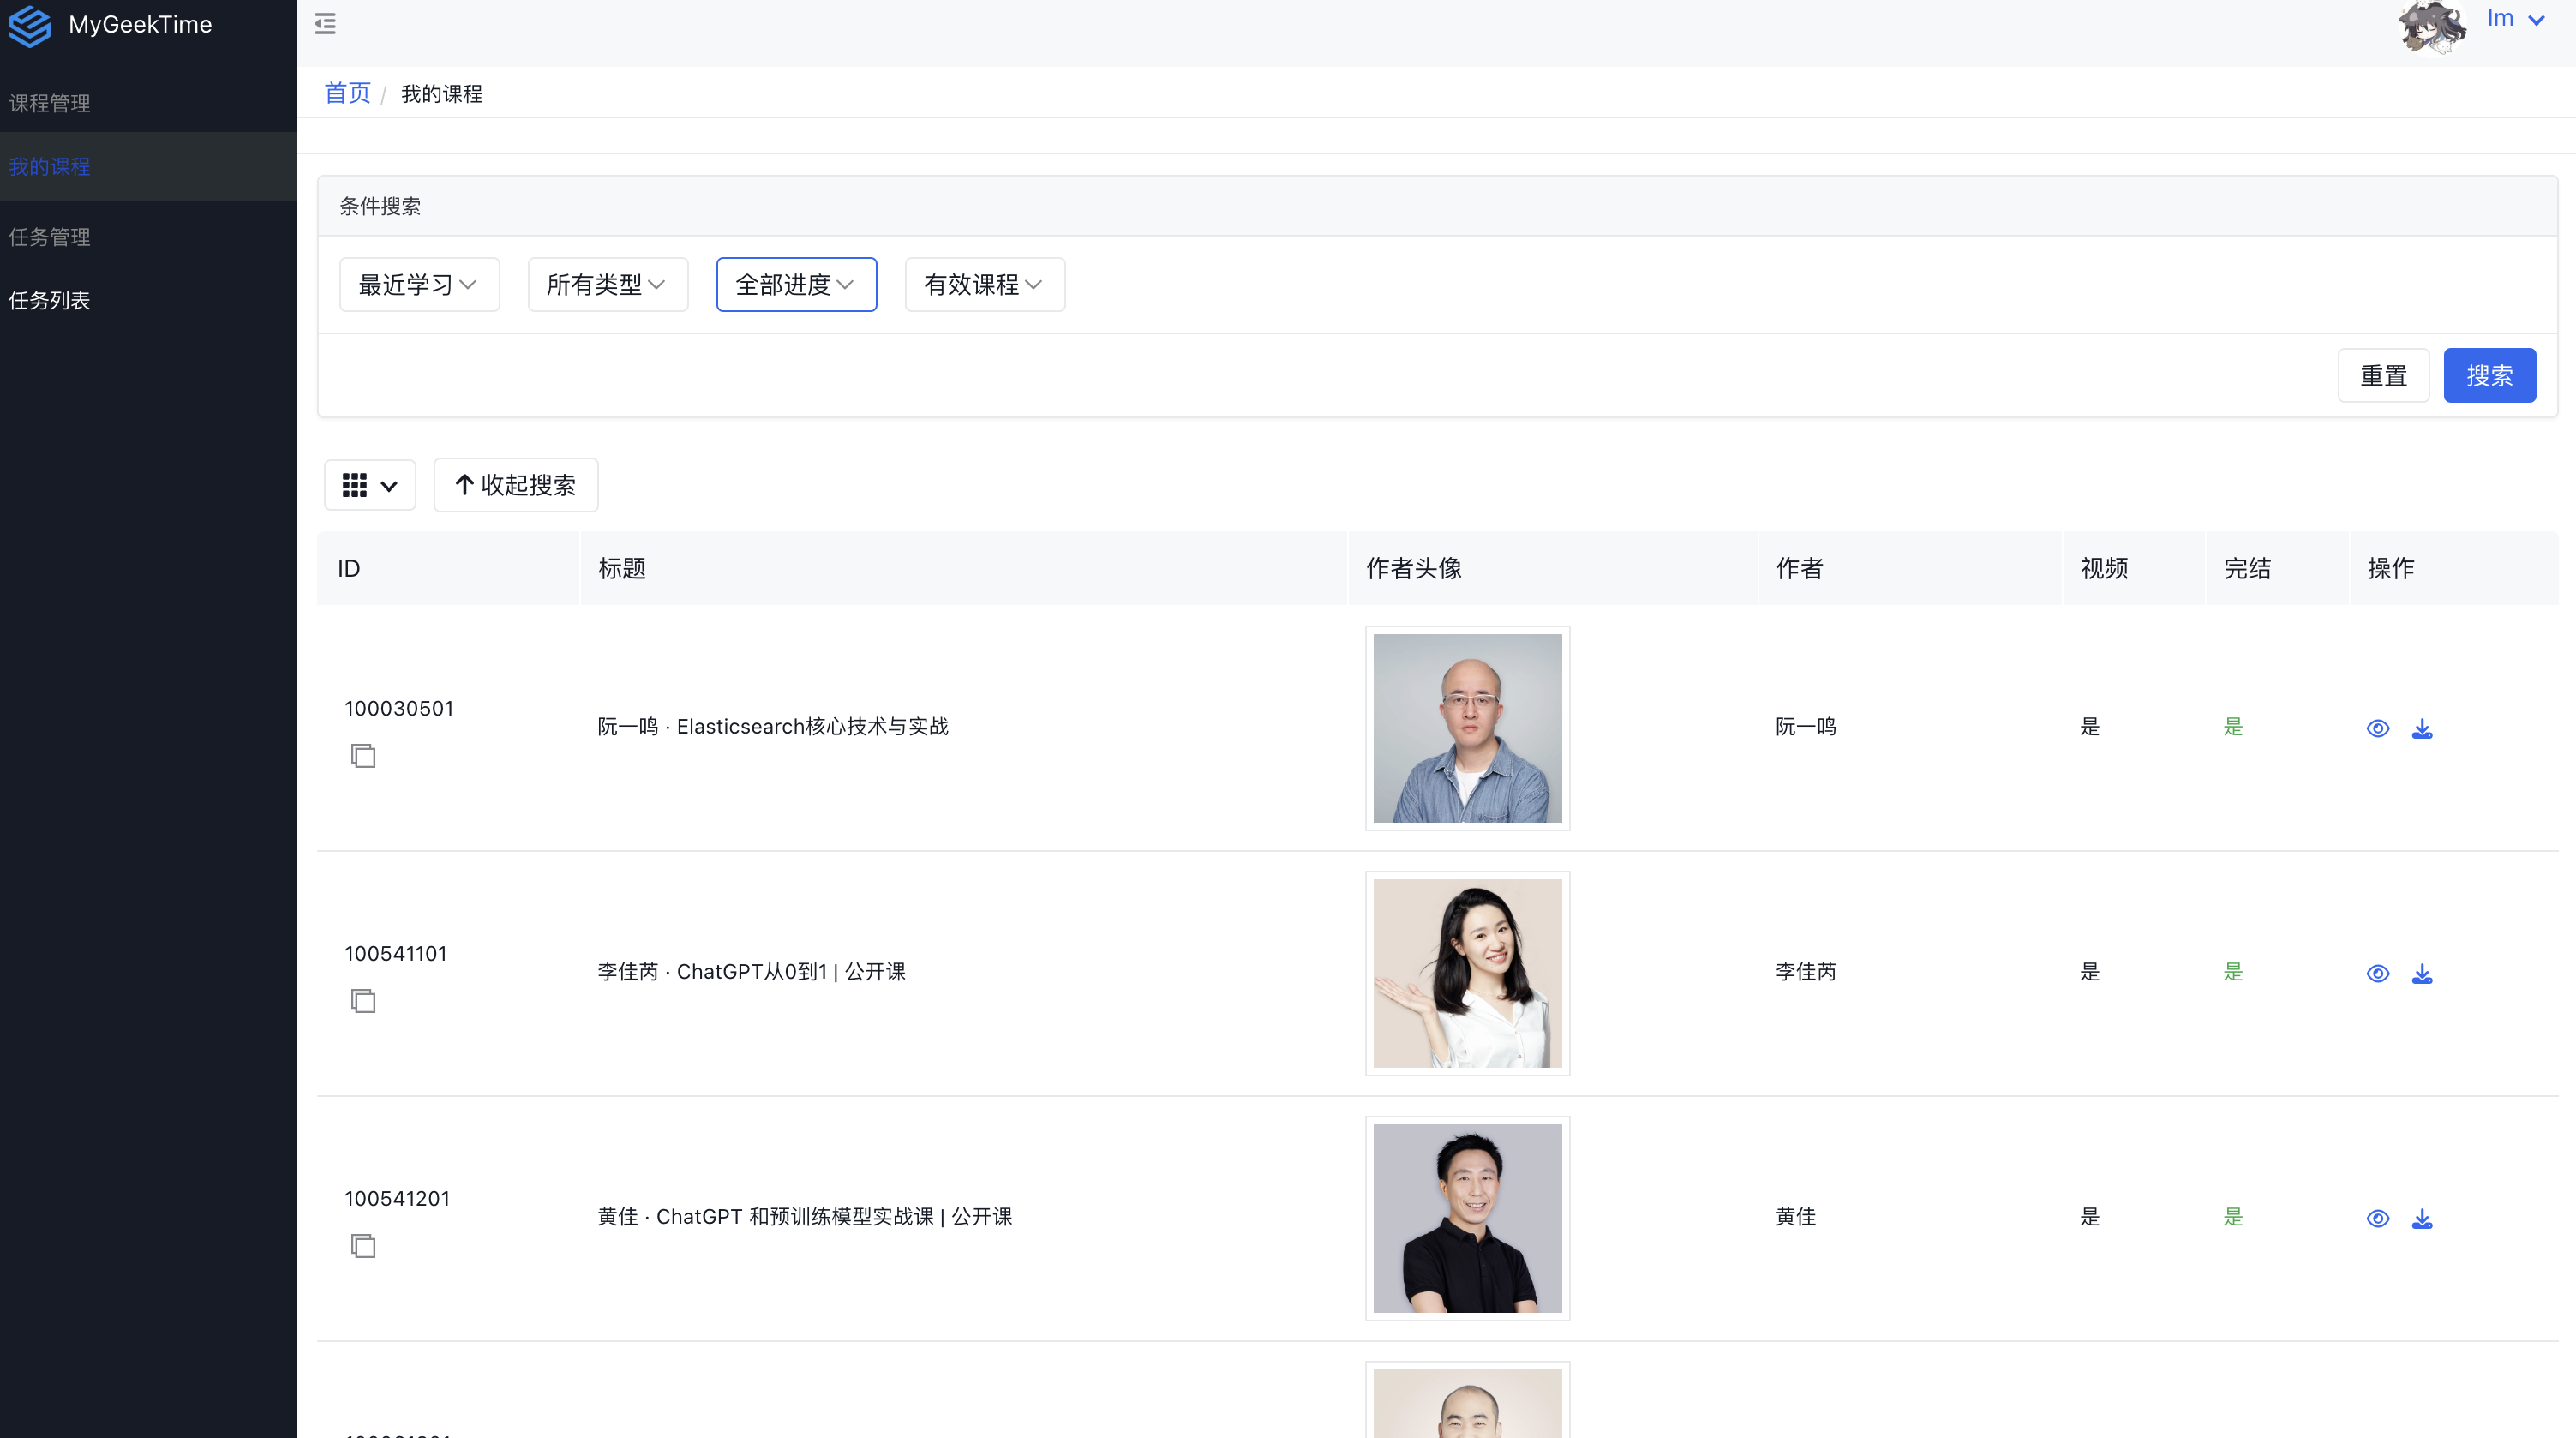 MyGeekTime
lm
课程管理
我的课程
任务管理
任务列表
首页 / 我的课程
条件搜索
最近学习 所有类型 全部进度 有效课程
重置 搜索
收起搜索
ID 标题 作者头像 作者 视频 完结 操作
100030501 阮一鸣 · Elasticsearch核心技术与实战 阮一鸣 是 是
100541101 李佳芮 · ChatGPT从0到1 | 公开课 李佳芮 是 是
100541201 黄佳 · ChatGPT 和预训练模型实战课 | 公开课 黄佳 是 是